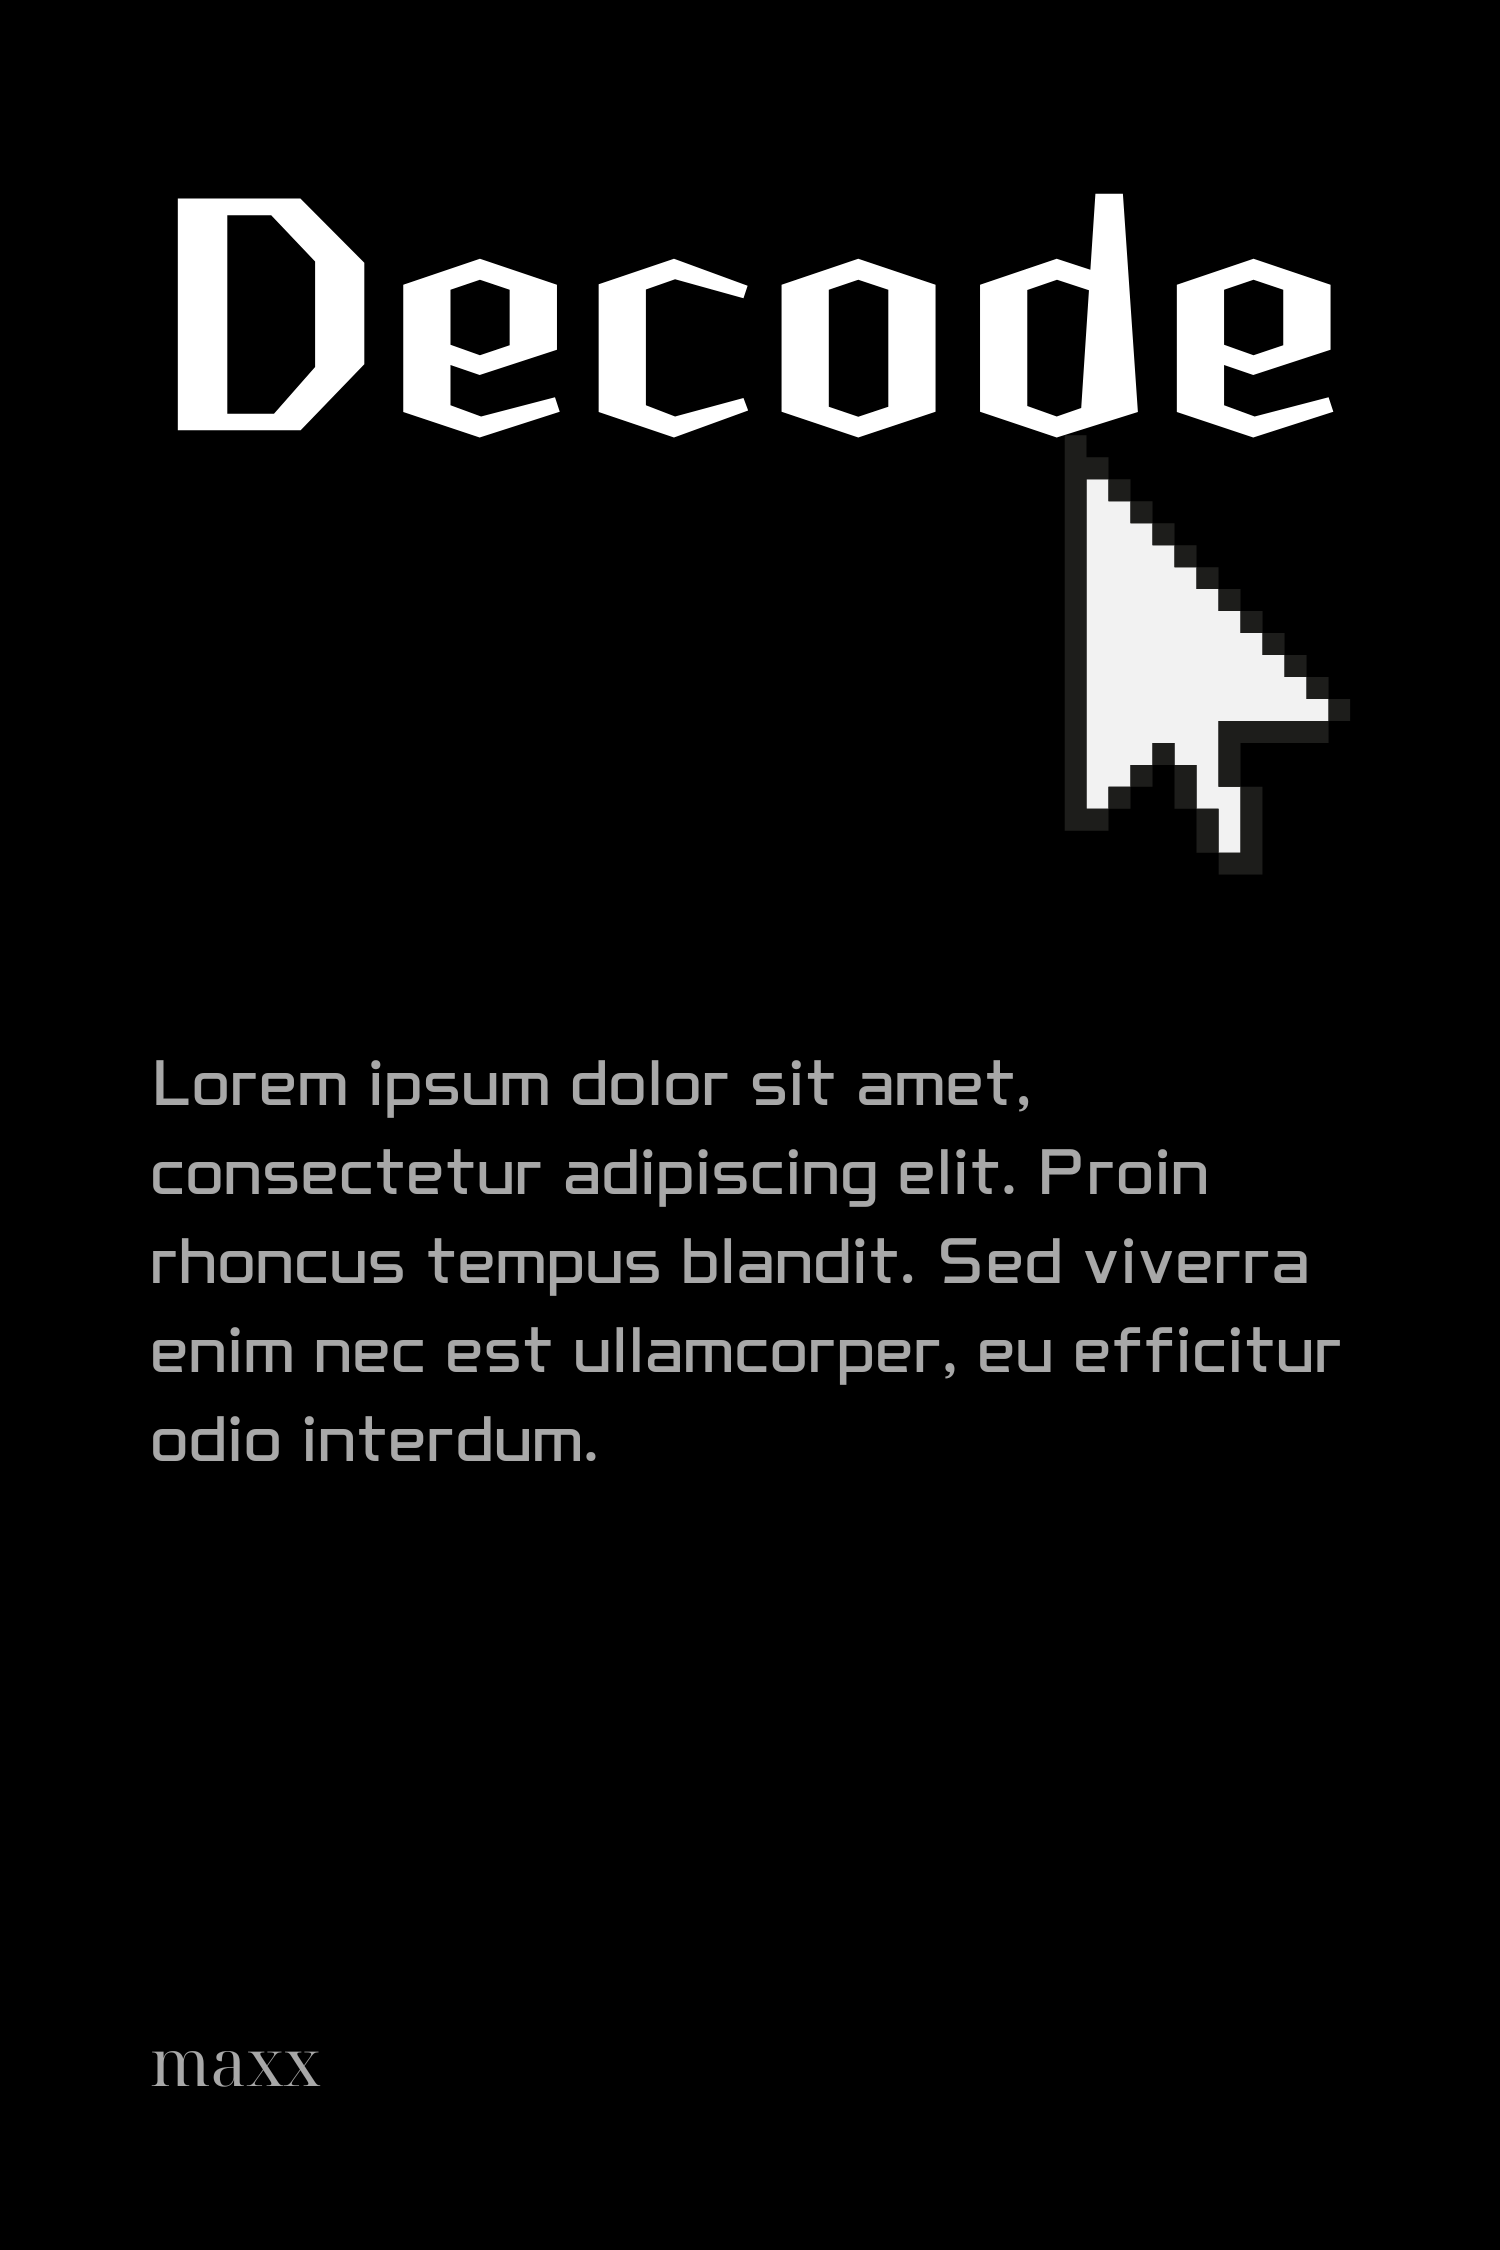 Decode
Lorem ipsum dolor sit amet,
consectetur adipiscing elit. Proin
rhoncus tempus blandit. Sed viverra
enim nec est ullamcorper, eu efficitur
odio interdum.
maxx